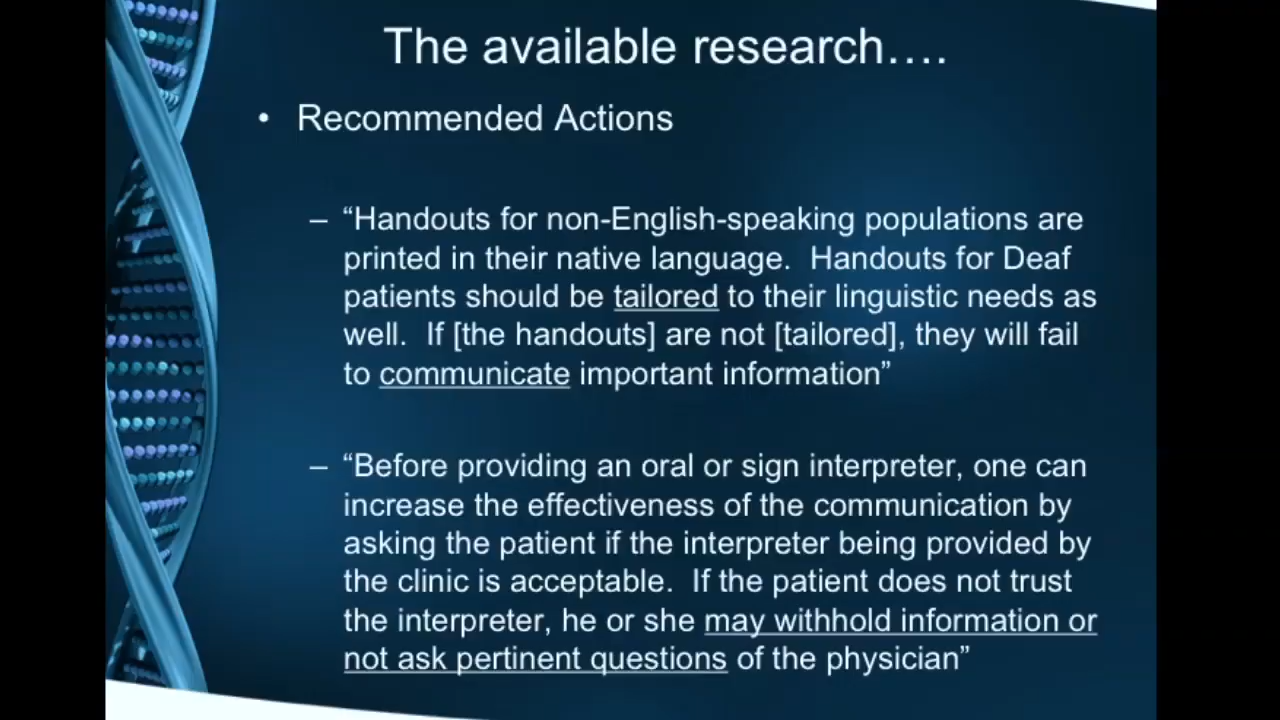 The available research….
• Recommended Actions
– “Handouts for non-English-speaking populations are
printed in their native language.  Handouts for Deaf
patients should be tailored to their linguistic needs as
well.  If [the handouts] are not [tailored], they will fail
to communicate important information”
– “Before providing an oral or sign interpreter, one can
increase the effectiveness of the communication by
asking the patient if the interpreter being provided by
the clinic is acceptable.  If the patient does not trust
the interpreter, he or she may withhold information or
not ask pertinent questions of the physician”